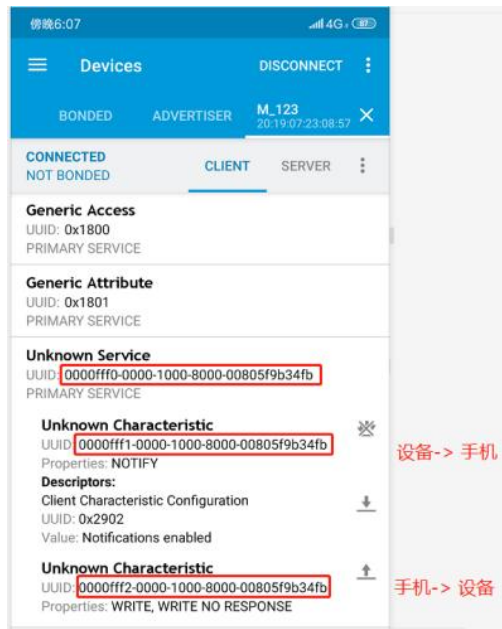 傍晚6:07
4G
87
Devices
DISCONNECT
BONDED
ADVERTISER
M_123
20:19:07:23:08:57
CONNECTED
NOT BONDED
CLIENT
SERVER
Generic Access
UUID: 0x1800
PRIMARY SERVICE
Generic Attribute
UUID: 0x1801
PRIMARY SERVICE
Unknown Service
UUID: 0000fff0-0000-1000-8000-00805f9b34fb
PRIMARY SERVICE
Unknown Characteristic
UUID: 0000fff1-0000-1000-8000-00805f9b34fb
设备-> 手机
Properties: NOTIFY
Descriptors:
Client Characteristic Configuration
UUID: 0x2902
Value: Notifications enabled
Unknown Characteristic
UUID: 0000fff2-0000-1000-8000-00805f9b34fb
手机-> 设备
Properties: WRITE, WRITE NO RESPONSE